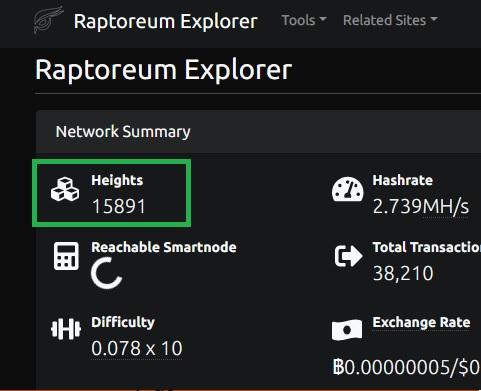 Raptoreum Explorer Tools Related Sites
Raptoreum Explorer
Network Summary
Heights
15891
Hashrate
2.739MH/s
Reachable Smartnode
Total Transactio
38,210
Difficulty
0.078 x 10
Exchange Rate
฿0.00000005/$0